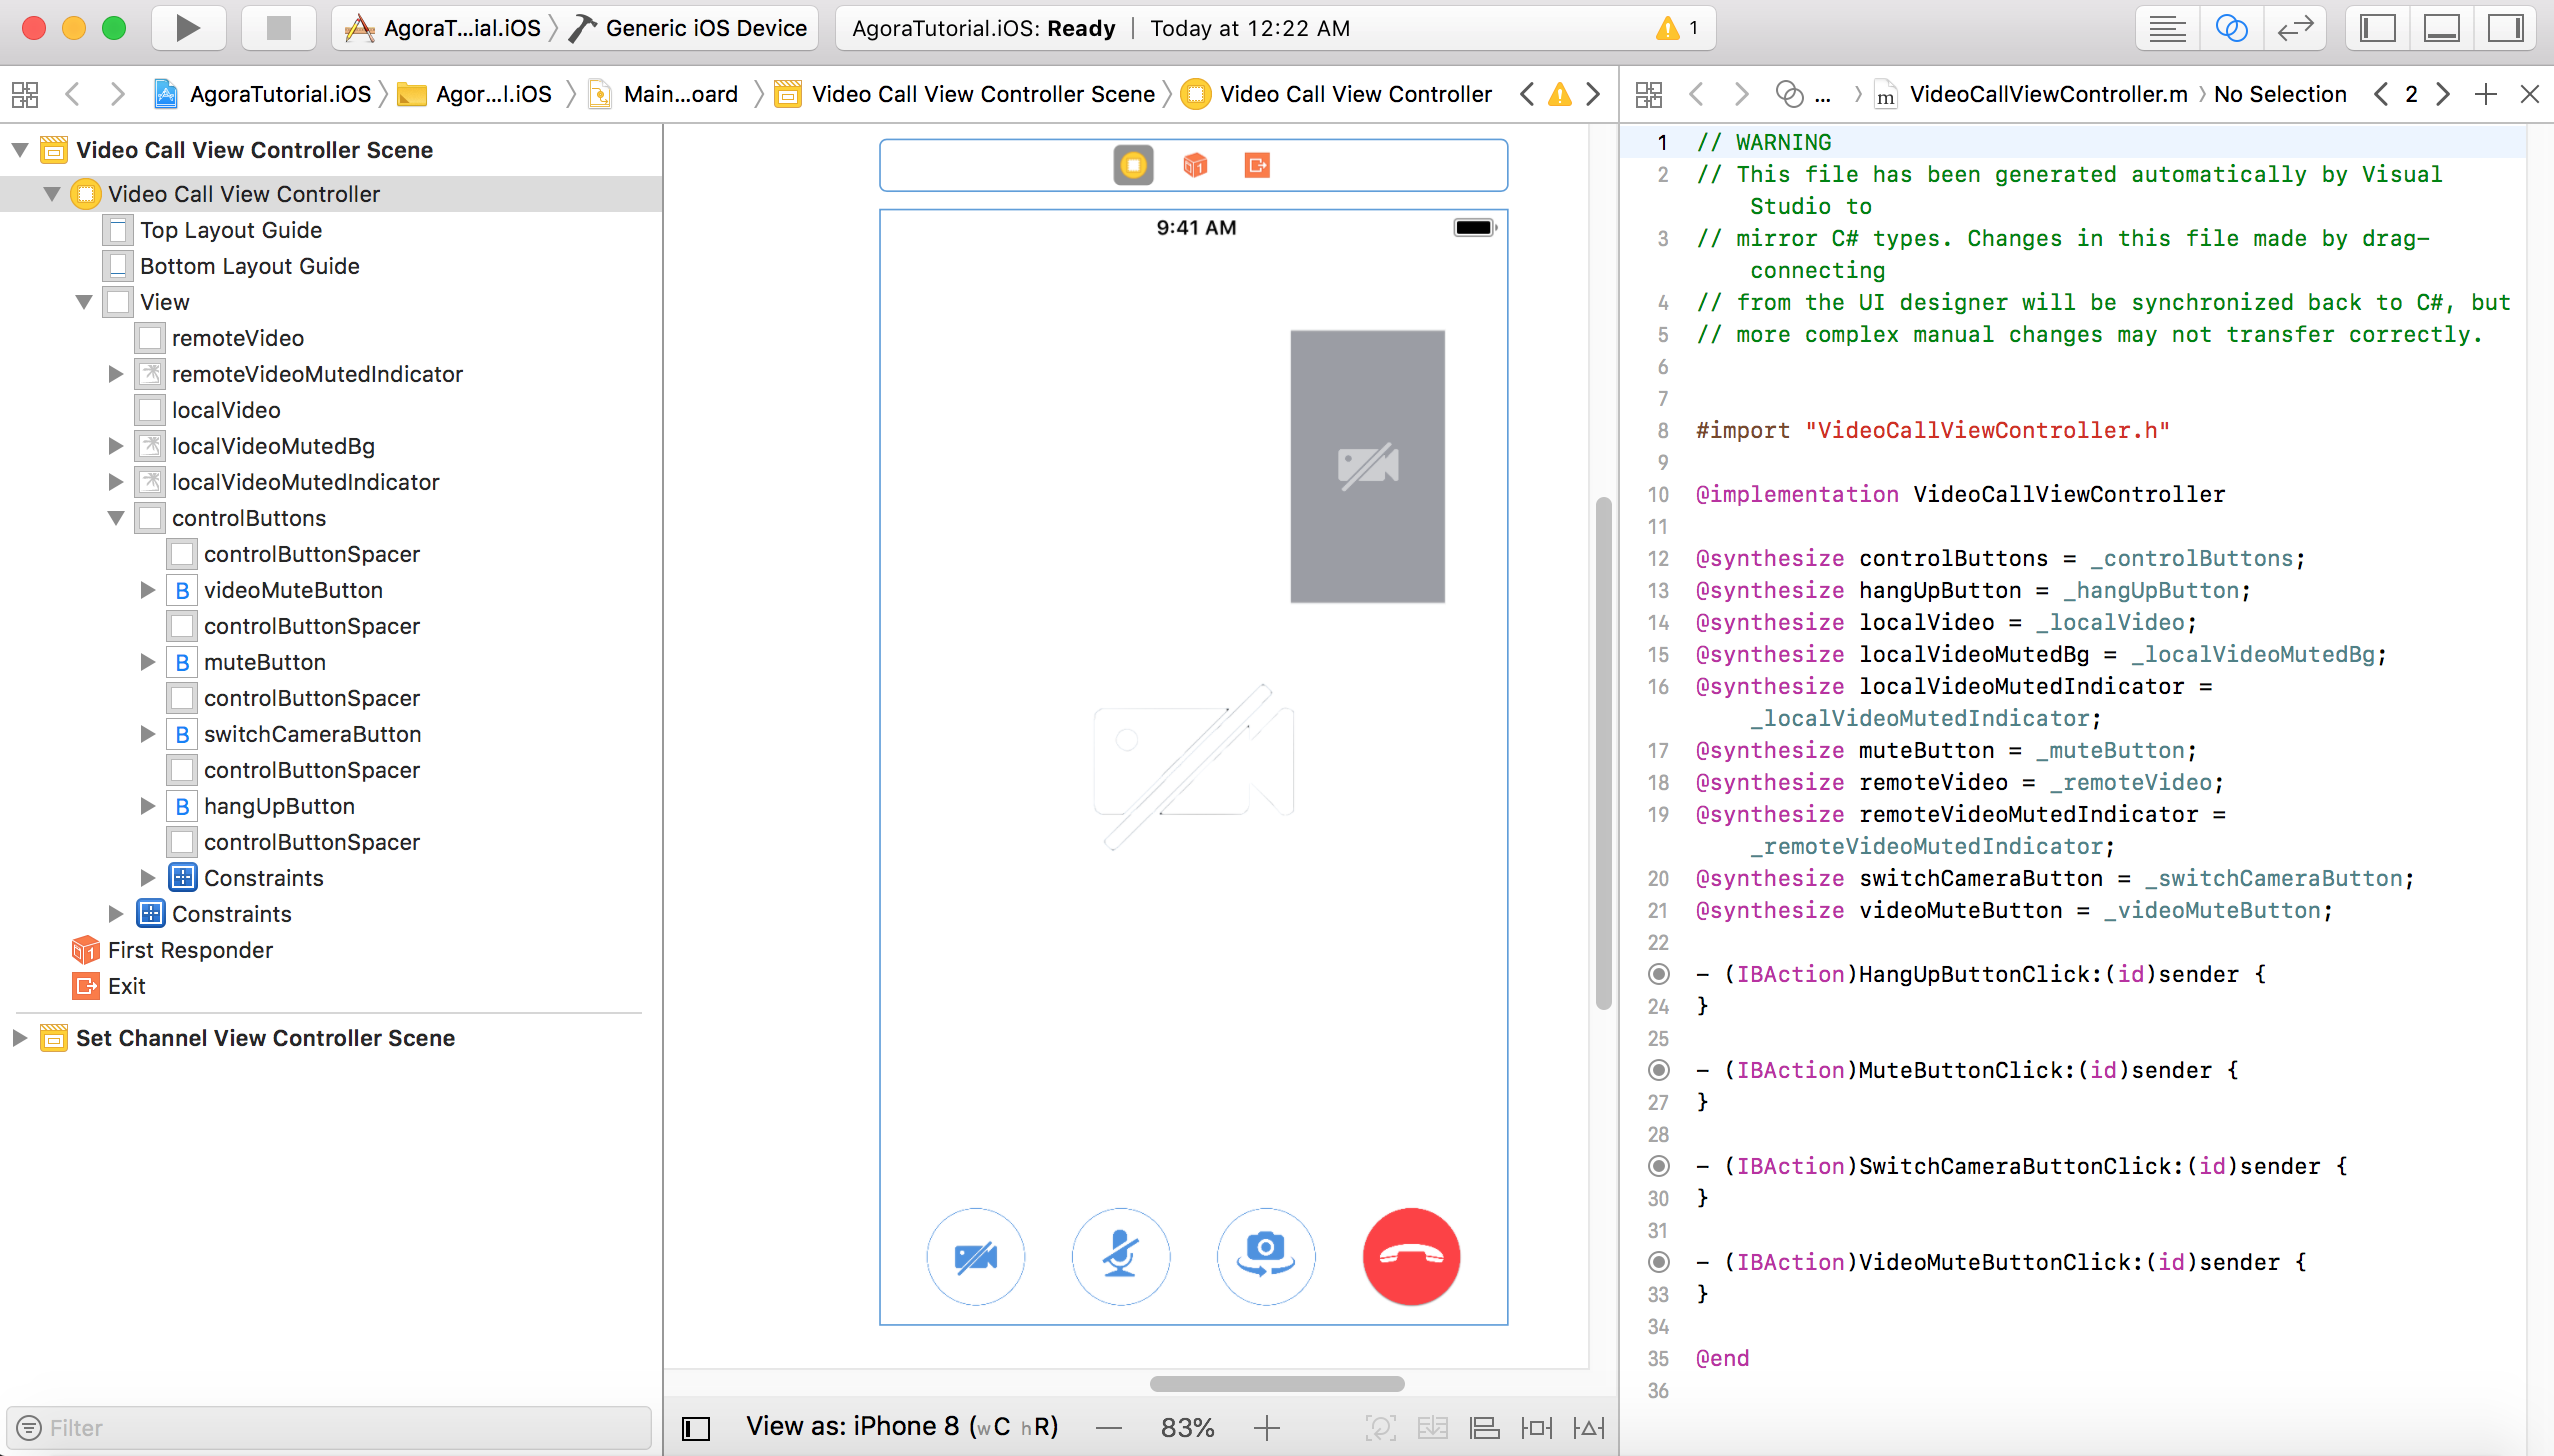 AgoraT...ial.iOS 〉 Generic iOS Device
AgoraTutorial.iOS: Ready | Today at 12:22 AM
1
AgoraTutorial.iOS 〉 Agor...l.iOS 〉 Main...oard 〉 Video Call View Controller Scene 〉 Video Call View Controller
... 〉 m VideoCallViewController.m 〉 No Selection
2
Video Call View Controller Scene
Video Call View Controller
Top Layout Guide
Bottom Layout Guide
View
remoteVideo
remoteVideoMutedIndicator
localVideo
localVideoMutedBg
localVideoMutedIndicator
controlButtons
controlButtonSpacer
B videoMuteButton
controlButtonSpacer
B muteButton
controlButtonSpacer
B switchCameraButton
controlButtonSpacer
B hangUpButton
controlButtonSpacer
Constraints
Constraints
First Responder
Exit
Set Channel View Controller Scene
Filter
9:41 AM
View as: iPhone 8 (wC hR)
— 83% +
1 // WARNING
2 // This file has been generated automatically by Visual
Studio to
3 // mirror C# types. Changes in this file made by drag-
connecting
4 // from the UI designer will be synchronized back to C#, but
5 // more complex manual changes may not transfer correctly.
6
7
8 #import "VideoCallViewController.h"
9
10 @implementation VideoCallViewController
11
12 @synthesize controlButtons = _controlButtons;
13 @synthesize hangUpButton = _hangUpButton;
14 @synthesize localVideo = _localVideo;
15 @synthesize localVideoMutedBg = _localVideoMutedBg;
16 @synthesize localVideoMutedIndicator =
_localVideoMutedIndicator;
17 @synthesize muteButton = _muteButton;
18 @synthesize remoteVideo = _remoteVideo;
19 @synthesize remoteVideoMutedIndicator =
_remoteVideoMutedIndicator;
20 @synthesize switchCameraButton = _switchCameraButton;
21 @synthesize videoMuteButton = _videoMuteButton;
22
- (IBAction)HangUpButtonClick:(id)sender {
24 }
25
- (IBAction)MuteButtonClick:(id)sender {
27 }
28
- (IBAction)SwitchCameraButtonClick:(id)sender {
30 }
31
- (IBAction)VideoMuteButtonClick:(id)sender {
33 }
34
35 @end
36